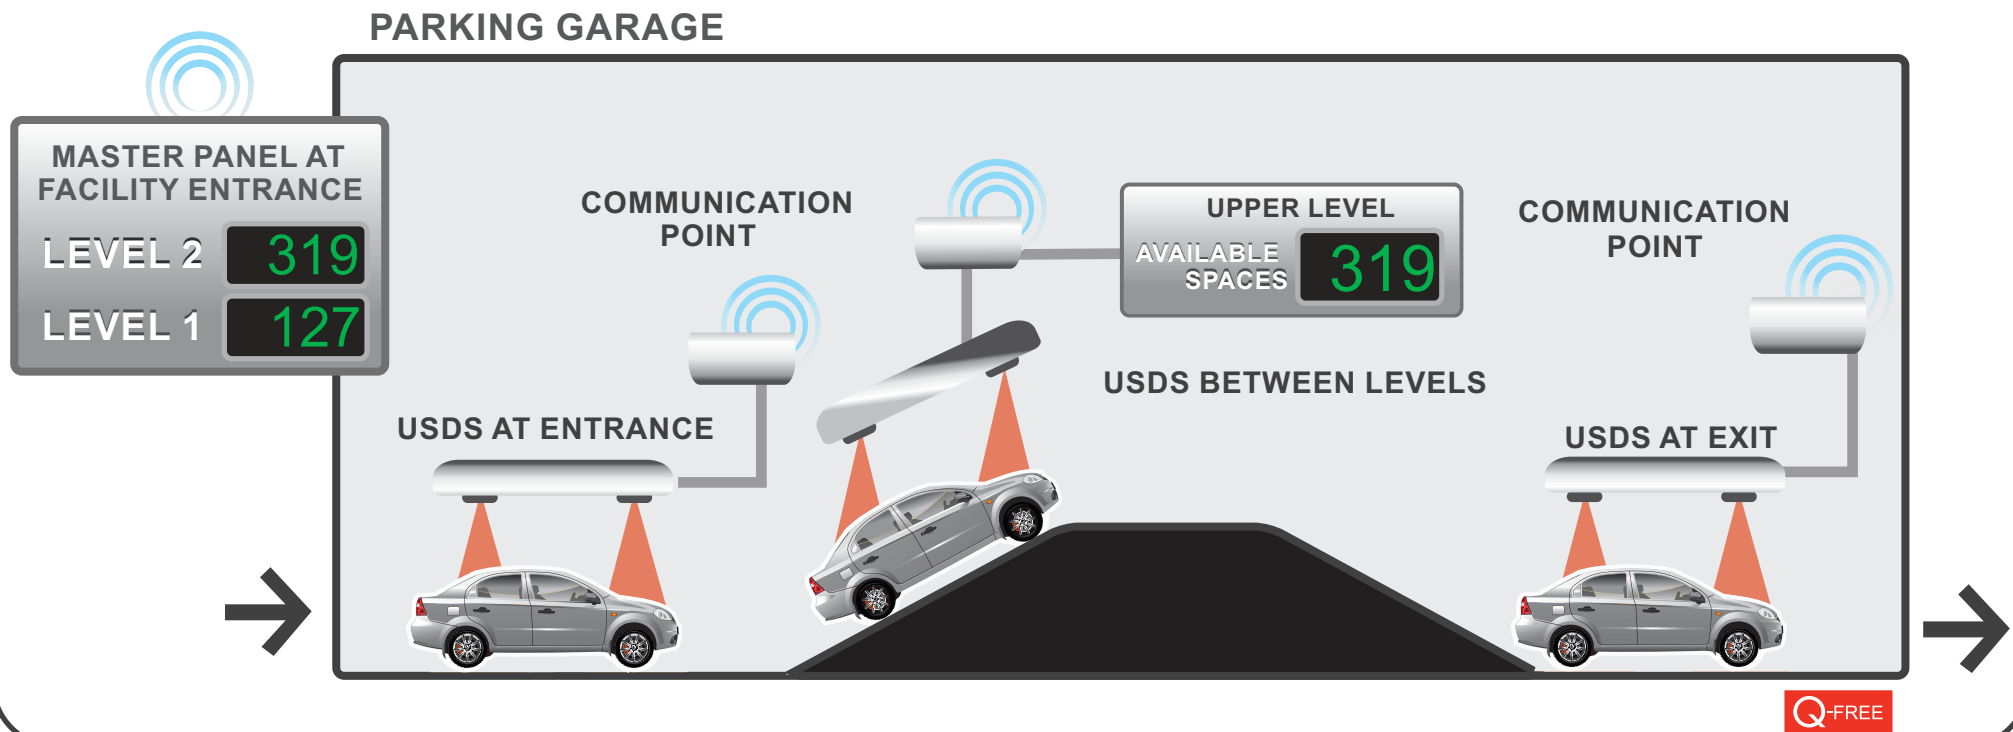 PARKING GARAGE
MASTER PANEL AT
FACILITY ENTRANCE
LEVEL 2 319
LEVEL 1 127
COMMUNICATION
POINT
UPPER LEVEL
AVAILABLE
SPACES
319
COMMUNICATION
POINT
USDS BETWEEN LEVELS
USDS AT ENTRANCE
USDS AT EXIT
Q-FREE